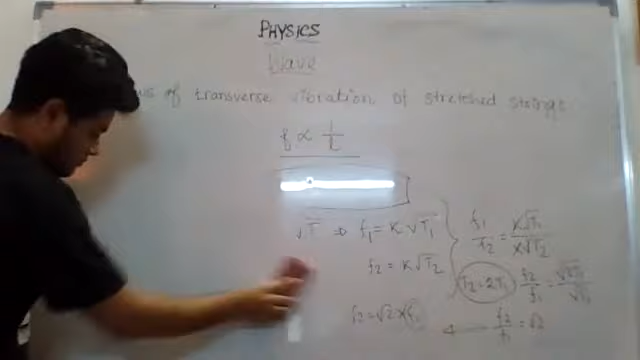 PHYSICS
Wave
of transverse vibration of stretched strings
f ∝ 1/l
√T ⇒ f₁ = K√T₁
f₂ = K√T₂
f₁/f₂ = K√T₁/K√T₂
T₂ = 2T₁
f₂/f₁ = √2T₁/√T₁
f₂/f₁ = √2
f₂ = √2 × f₁